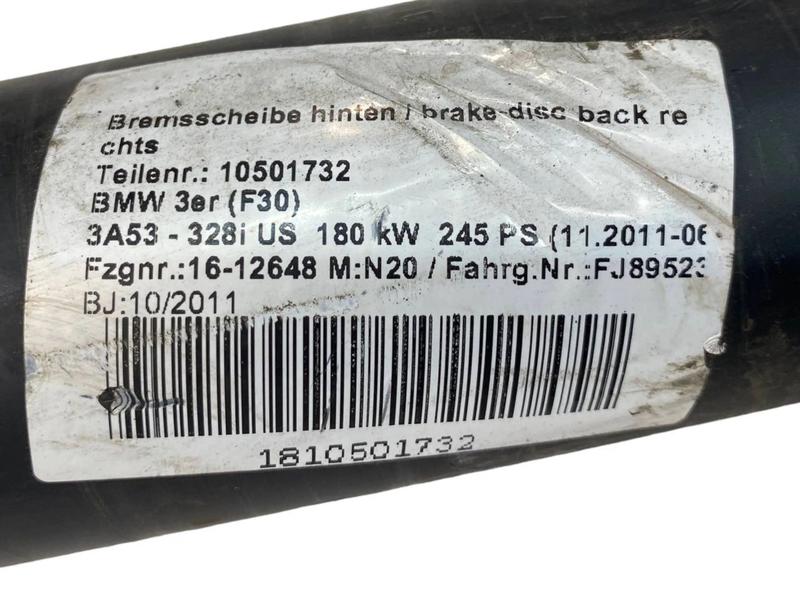 Bremsscheibe hinten / brake-disc back re
chts
Teilenr.: 10501732
BMW 3er (F30)
3A53 - 328i US 180 kW 245 PS (11.2011-06
Fzgnr.:16-12648 M:N20 / Fahrg.Nr.:FJ89523
BJ:10/2011
1810501732